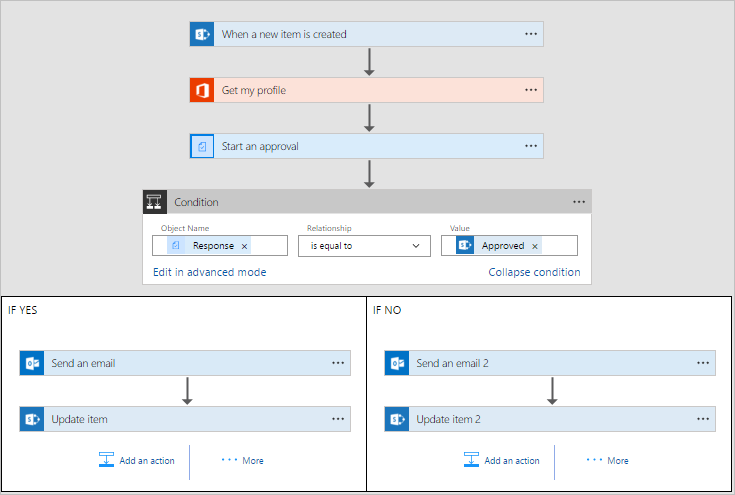 When a new item is created
Get my profile
Start an approval
Condition
Object Name Relationship Value
Response x is equal to Approved x
Edit in advanced mode Collapse condition
IF YES
Send an email
Update item
Add an action More
IF NO
Send an email 2
Update item 2
Add an action More